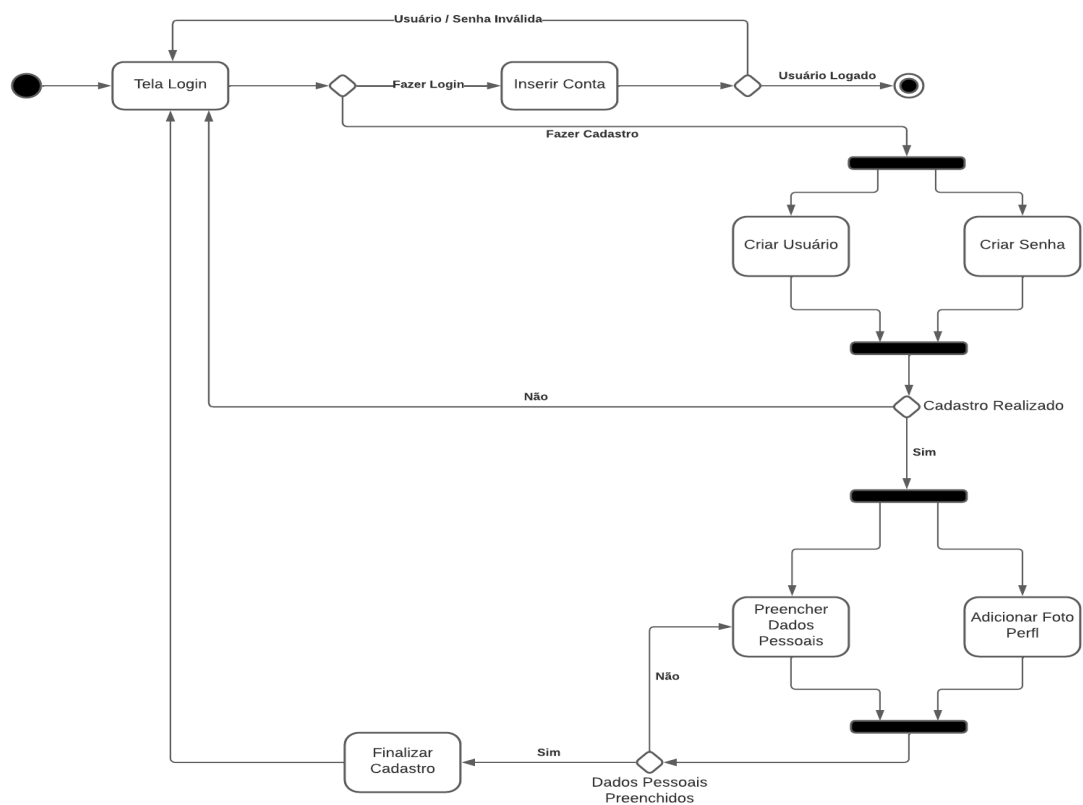 Usuário / Senha Inválida
Tela Login
Fazer Login
Inserir Conta
Usuário Logado
Fazer Cadastro
Criar Usuário
Criar Senha
Não
Cadastro Realizado
Sim
Preencher
Dados
Pessoais
Adicionar Foto
Perfl
Não
Finalizar
Cadastro
Sim
Dados Pessoais
Preenchidos